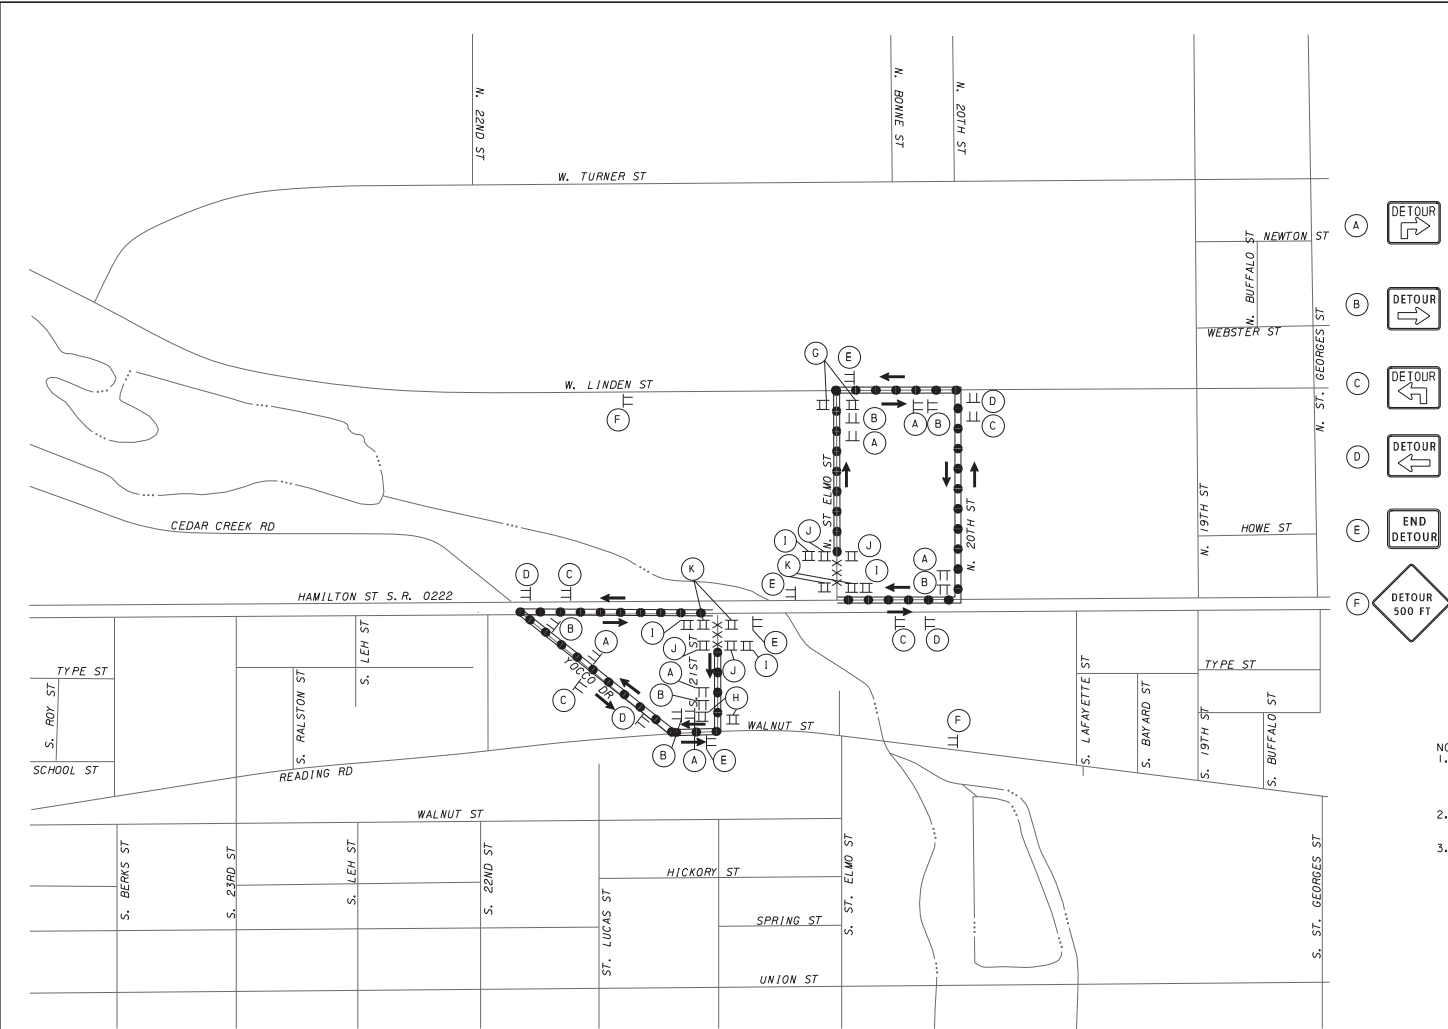 N. 22ND ST
N. BONNE ST
N. 20TH ST
W. TURNER ST
A
DETOUR
NEWTON ST
N. BUFFALO ST
B
DETOUR
WEBSTER ST
N. ST. GEORGES ST
G
E
W. LINDEN ST
C
DETOUR
F
D
B
A
B
C
A
D
DETOUR
N. ST ELMO ST
N. 20TH ST
N. 19TH ST
CEDAR CREEK RD
HOWE ST
E
END
DETOUR
J
I
J
K
I
A
B
E
K
D
C
HAMILTON ST S.R. 0222
F
DETOUR
500 FT
I
B
A
J
E
C
D
J
I
S. LEH ST
S. 21ST ST
YOCCO DR
TYPE ST
S. ROY ST
S. RALSTON ST
A
B
H
C
D
S. LAFAYETTE ST
S. BAYARD ST
TYPE ST
S. 19TH ST
S. BUFFALO ST
F
WALNUT ST
B
A
E
SCHOOL ST
READING RD
NO
1.
WALNUT ST
2.
3.
S. BERKS ST
S. 23RD ST
S. LEH ST
S. 22ND ST
HICKORY ST
ST. LUCAS ST
SPRING ST
S. ST. ELMO ST
S. ST. GEORGES ST
UNION ST